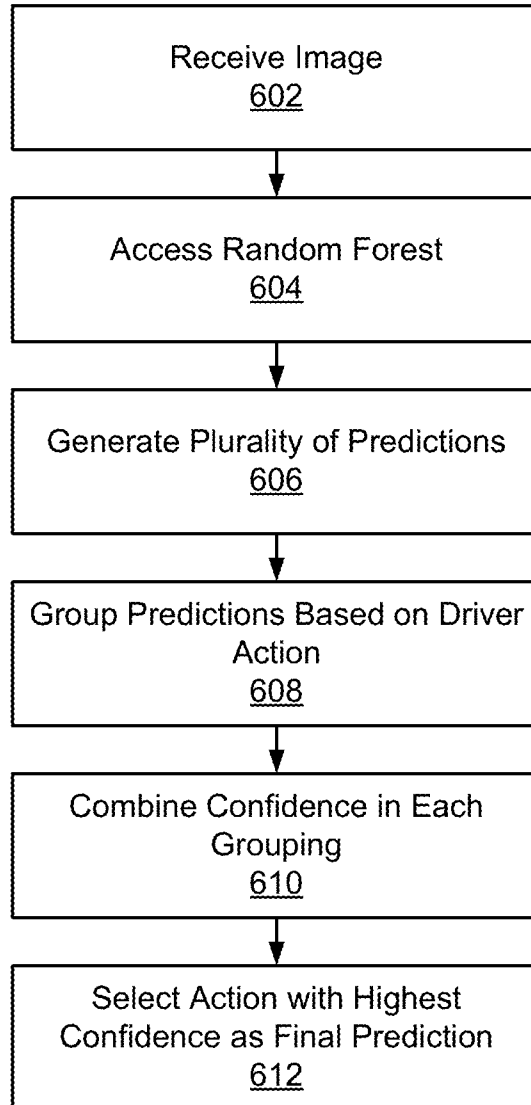 Receive Image
602
Access Random Forest
604
Generate Plurality of Predictions
606
Group Predictions Based on Driver
Action
608
Combine Confidence in Each
Grouping
610
Select Action with Highest
Confidence as Final Prediction
612